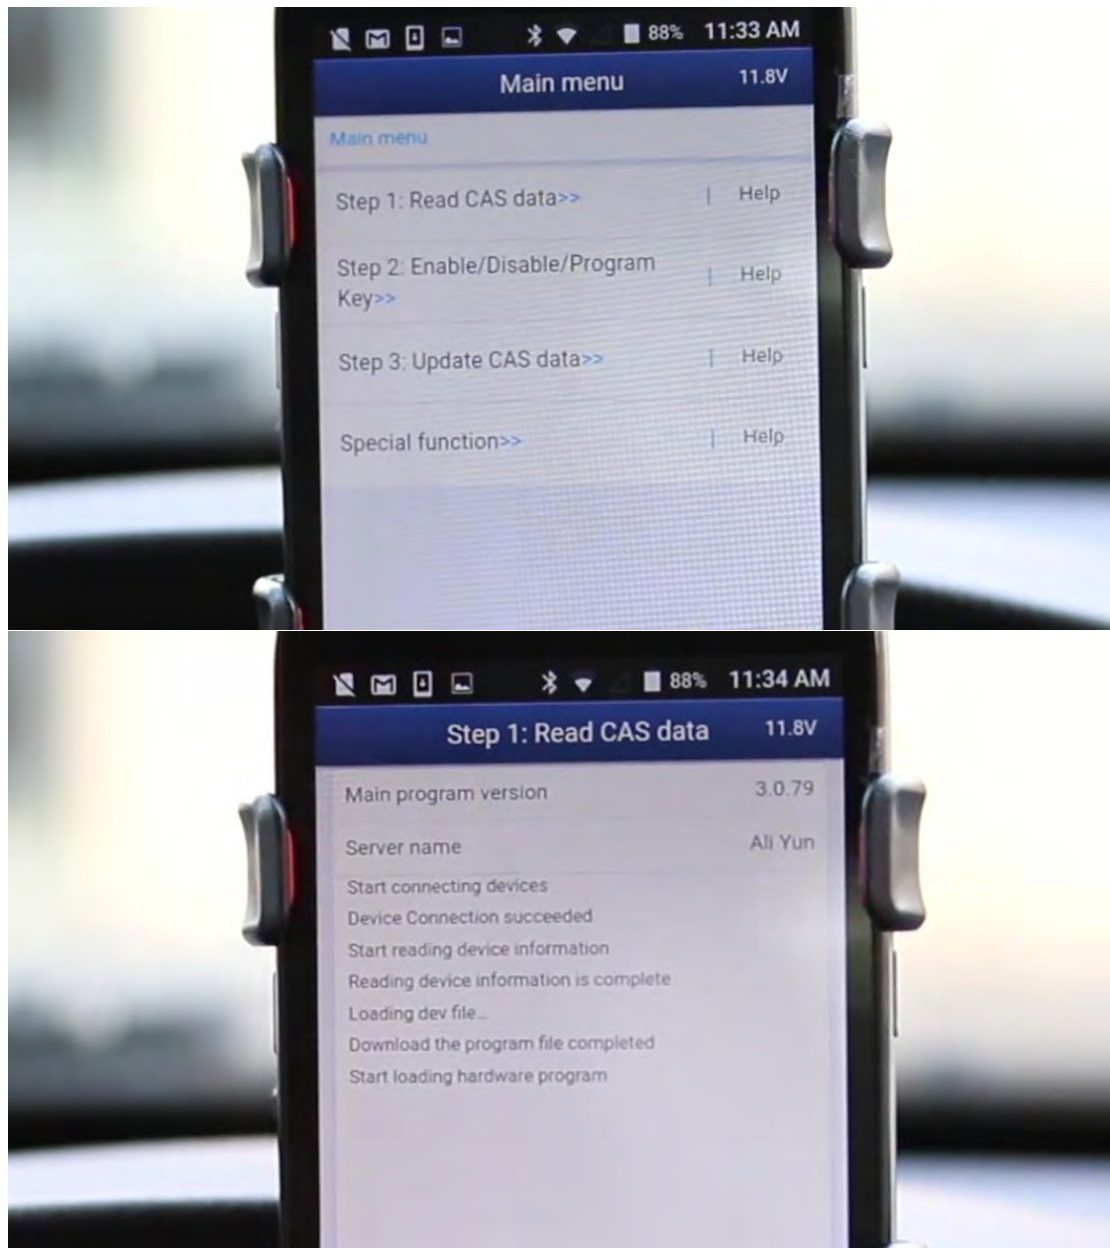 88% 11:33 AM
Main menu 11.8V
Main menu
Step 1: Read CAS data>> | Help
Step 2: Enable/Disable/Program
Key>> | Help
Step 3: Update CAS data>> | Help
Special function>> | Help
88% 11:34 AM
Step 1: Read CAS data 11.8V
Main program version 3.0.79
Server name Ali Yun
Start connecting devices
Device Connection succeeded
Start reading device information
Reading device information is complete
Loading dev file...
Download the program file completed
Start loading hardware program